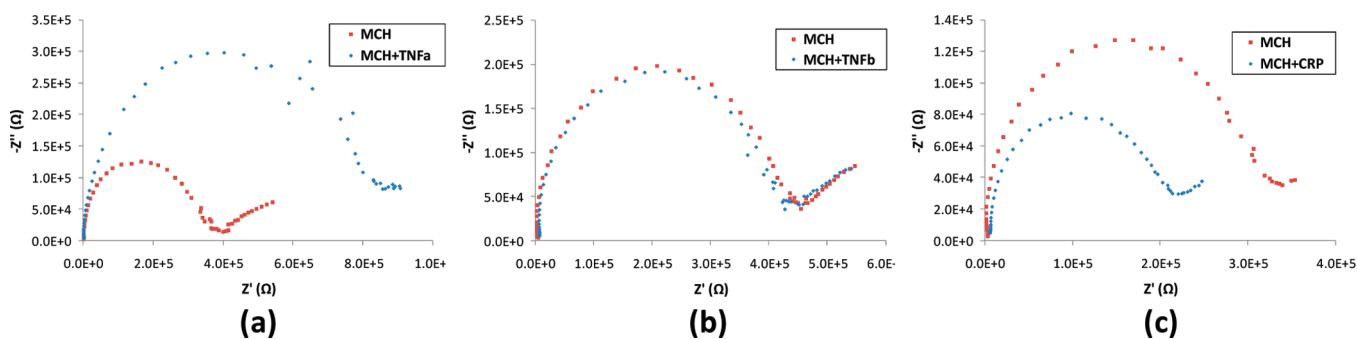 3.5E+5
3.0E+5
2.5E+5
2.0E+5
1.5E+5
1.0E+5
5.0E+4
0.0E+0
-Z'' (Ω)
MCH
MCH+TNFa
0.0E+0 2.0E+5 4.0E+5 6.0E+5 8.0E+5 1.0E+
Z' (Ω)
(a)
2.5E+5
2.0E+5
1.5E+5
1.0E+5
5.0E+4
0.0E+0
-Z'' (Ω)
MCH
MCH+TNFb
0.0E+0 1.0E+5 2.0E+5 3.0E+5 4.0E+5 5.0E+5 6.0E-
Z' (Ω)
(b)
1.4E+5
1.2E+5
1.0E+5
8.0E+4
6.0E+4
4.0E+4
2.0E+4
0.0E+0
-Z'' (Ω)
MCH
MCH+CRP
0.0E+0 1.0E+5 2.0E+5 3.0E+5 4.0E+5
Z' (Ω)
(c)